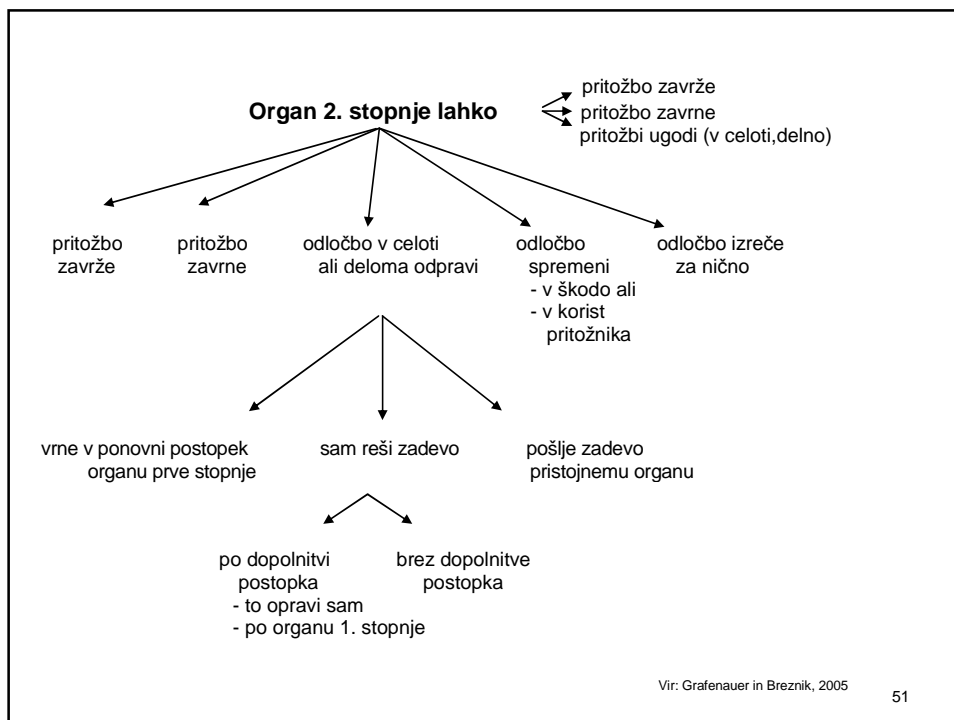 Organ 2. stopnje lahko
pritožbo zavrže
pritožbo zavrne
pritožbi ugodi (v celoti,delno)
pritožbo
zavrže
pritožbo
zavrne
odločbo v celoti
ali deloma odpravi
odločbo
spremeni
- v škodo ali
- v korist
pritožnika
odločbo izreče
za nično
vrne v ponovni postopek
organu prve stopnje
sam reši zadevo
pošlje zadevo
pristojnemu organu
po dopolnitvi
postopka
- to opravi sam
- po organu 1. stopnje
brez dopolnitve
postopka
Vir: Grafenauer in Breznik, 2005
51